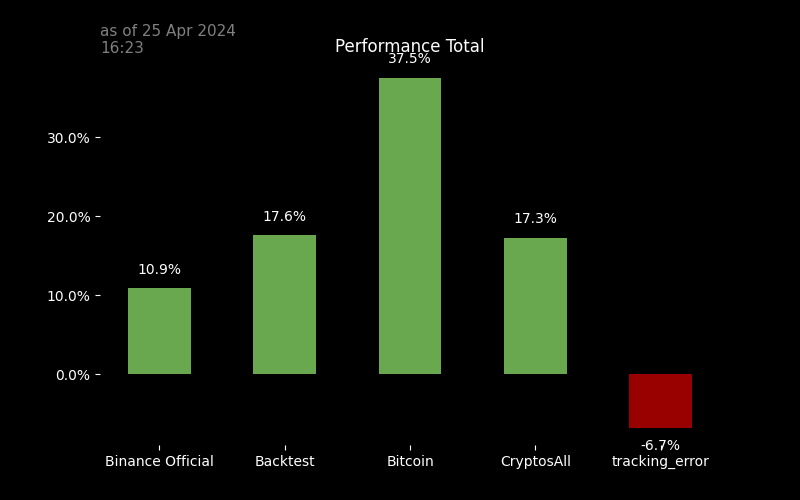 as of 25 Apr 2024
16:23
Performance Total
37.5%
30.0%
20.0%
17.6%
17.3%
10.9%
10.0%
0.0%
-6.7%
Binance Official
Backtest
Bitcoin
CryptosAll
tracking_error